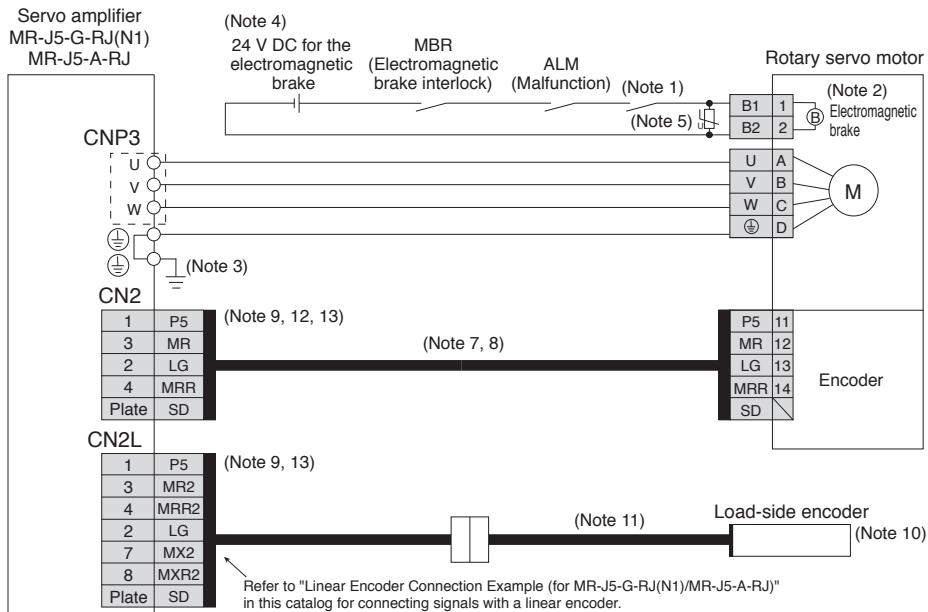 Servo amplifier
MR-J5-G-RJ(N1)
MR-J5-A-RJ
(Note 4)
24 V DC for the
electromagnetic
brake
MBR
(Electromagnetic
brake interlock)
ALM
(Malfunction)
(Note 1)
(Note 5)
U
Rotary servo motor
B1 1
B2 2
B
(Note 2)
Electromagnetic
brake
CNP3
U
V
W
U A
V B
W C
D
M
(Note 3)
CN2
1 P5
3 MR
2 LG
4 MRR
Plate SD
(Note 9, 12, 13)
(Note 7, 8)
P5 11
MR 12
LG 13
MRR 14
SD
Encoder
CN2L
1 P5
3 MR2
4 MRR2
2 LG
7 MX2
8 MXR2
Plate SD
(Note 9, 13)
(Note 11)
Load-side encoder
(Note 10)
Refer to "Linear Encoder Connection Example (for MR-J5-G-RJ(N1)/MR-J5-A-RJ)"
in this catalog for connecting signals with a linear encoder.